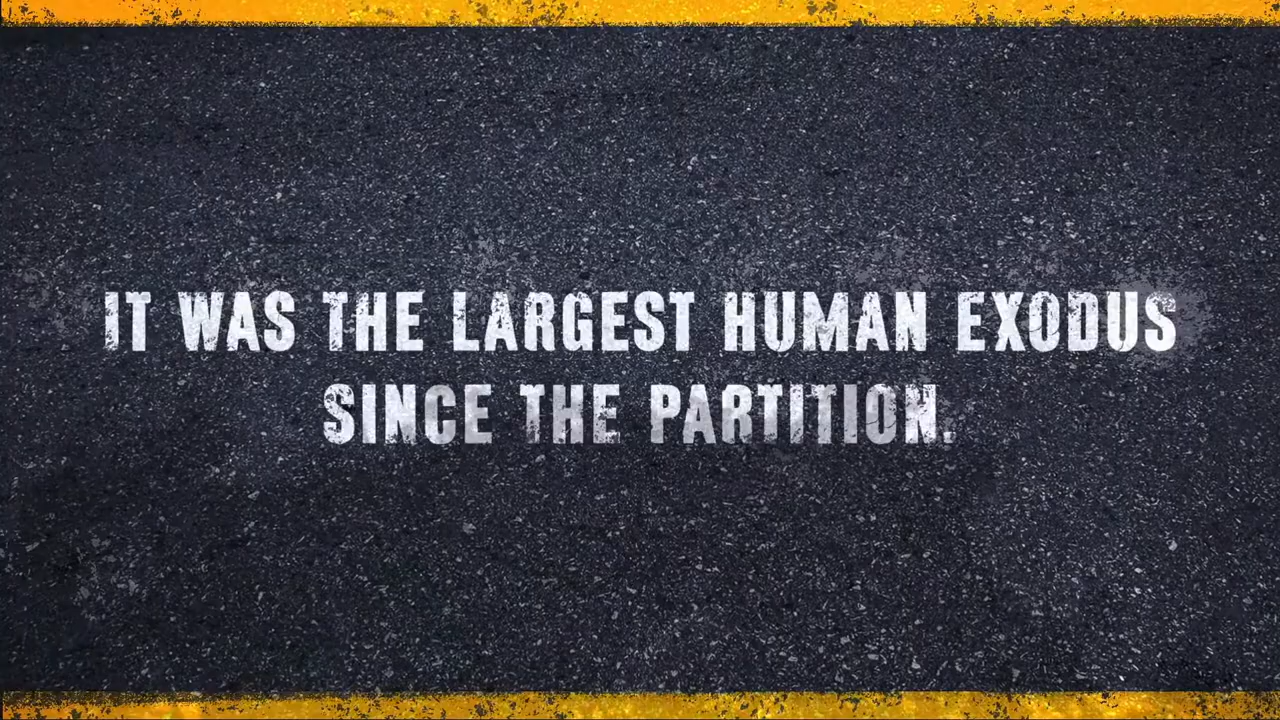 IT WAS THE LARGEST HUMAN EXODUS
SINCE THE PARTITION.